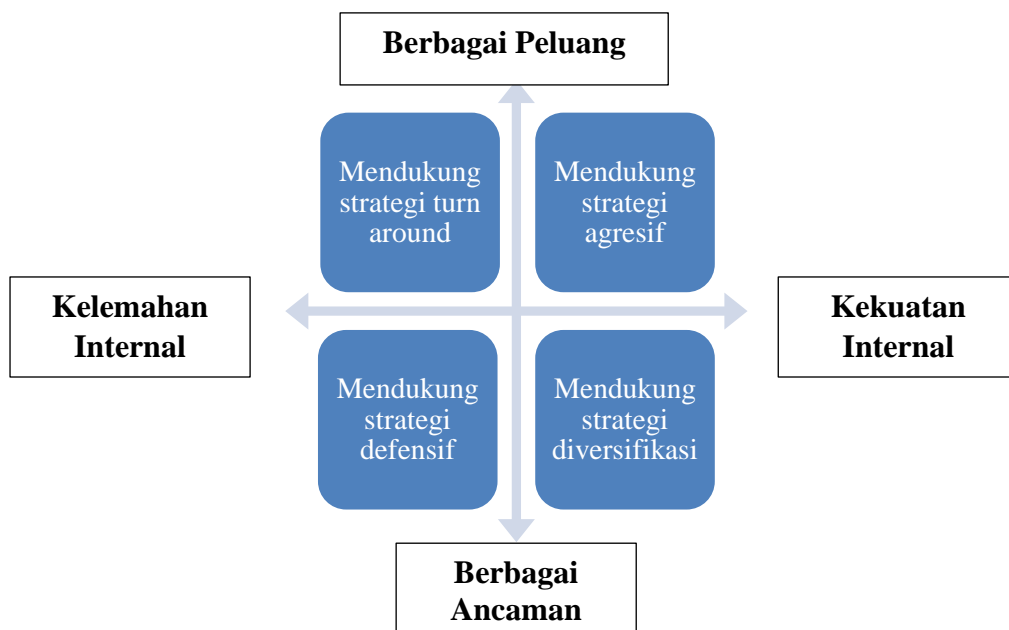 Berbagai Peluang
Mendukung
strategi turn
around
Mendukung
strategi
agresif
Kelemahan
Internal
Kekuatan
Internal
Mendukung
strategi
defensif
Mendukung
strategi
diversifikasi
Berbagai
Ancaman